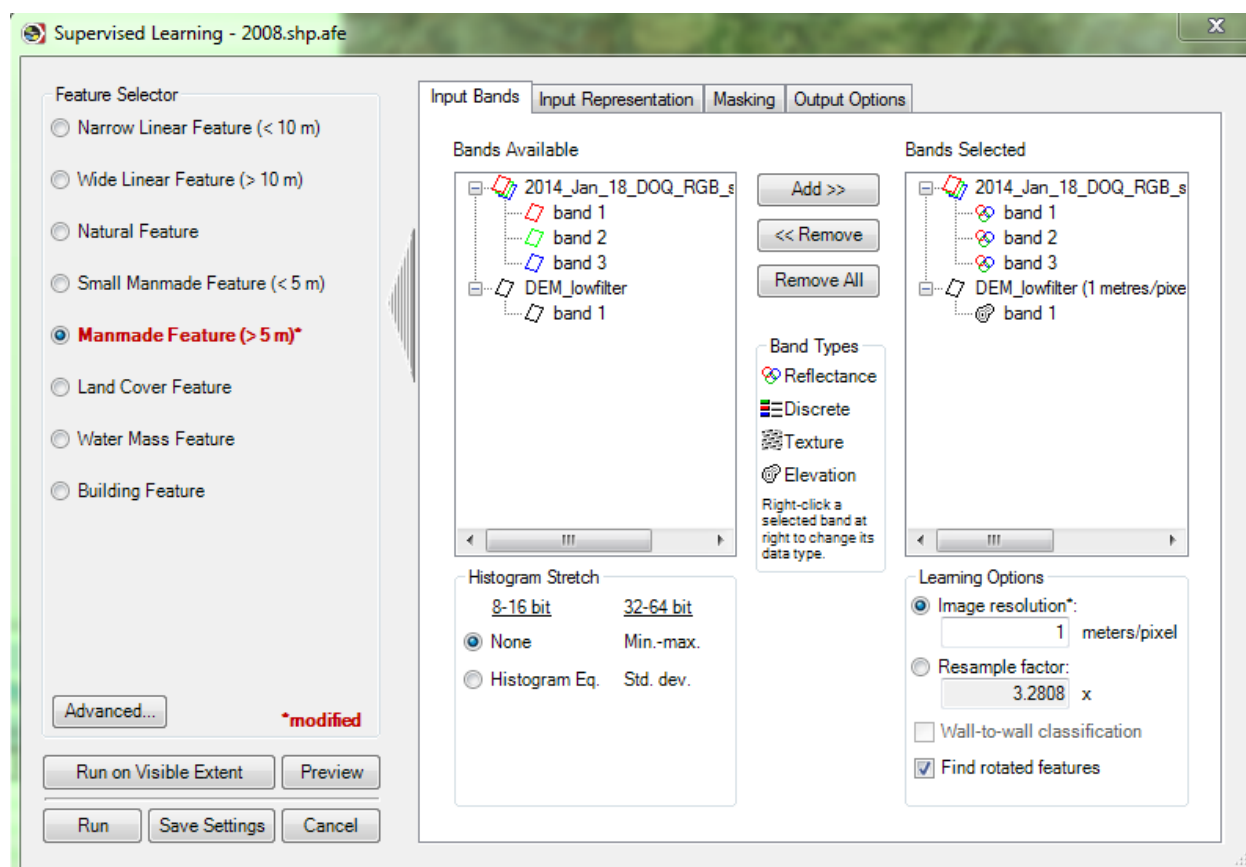 Supervised Learning - 2008.shp.afe
X
Feature Selector
Narrow Linear Feature (< 10 m)
Wide Linear Feature (> 10 m)
Natural Feature
Small Manmade Feature (< 5 m)
Manmade Feature (> 5 m)*
Land Cover Feature
Water Mass Feature
Building Feature
Advanced...
*modified
Run on Visible Extent
Preview
Run
Save Settings
Cancel
Input Bands
Input Representation
Masking
Output Options
Bands Available
2014_Jan_18_DOQ_RGB_s
band 1
band 2
band 3
DEM_lowfilter
band 1
Add >>
<< Remove
Remove All
Band Types
Reflectance
Discrete
Texture
Elevation
Right-click a
selected band at
right to change its
data type.
Bands Selected
2014_Jan_18_DOQ_RGB_s
band 1
band 2
band 3
DEM_lowfilter (1 metres/pixe
band 1
Histogram Stretch
8-16 bit
32-64 bit
None
Min.-max.
Histogram Eq.
Std. dev.
Learning Options
Image resolution*:
1 meters/pixel
Resample factor:
3.2808 x
Wall-to-wall classification
Find rotated features